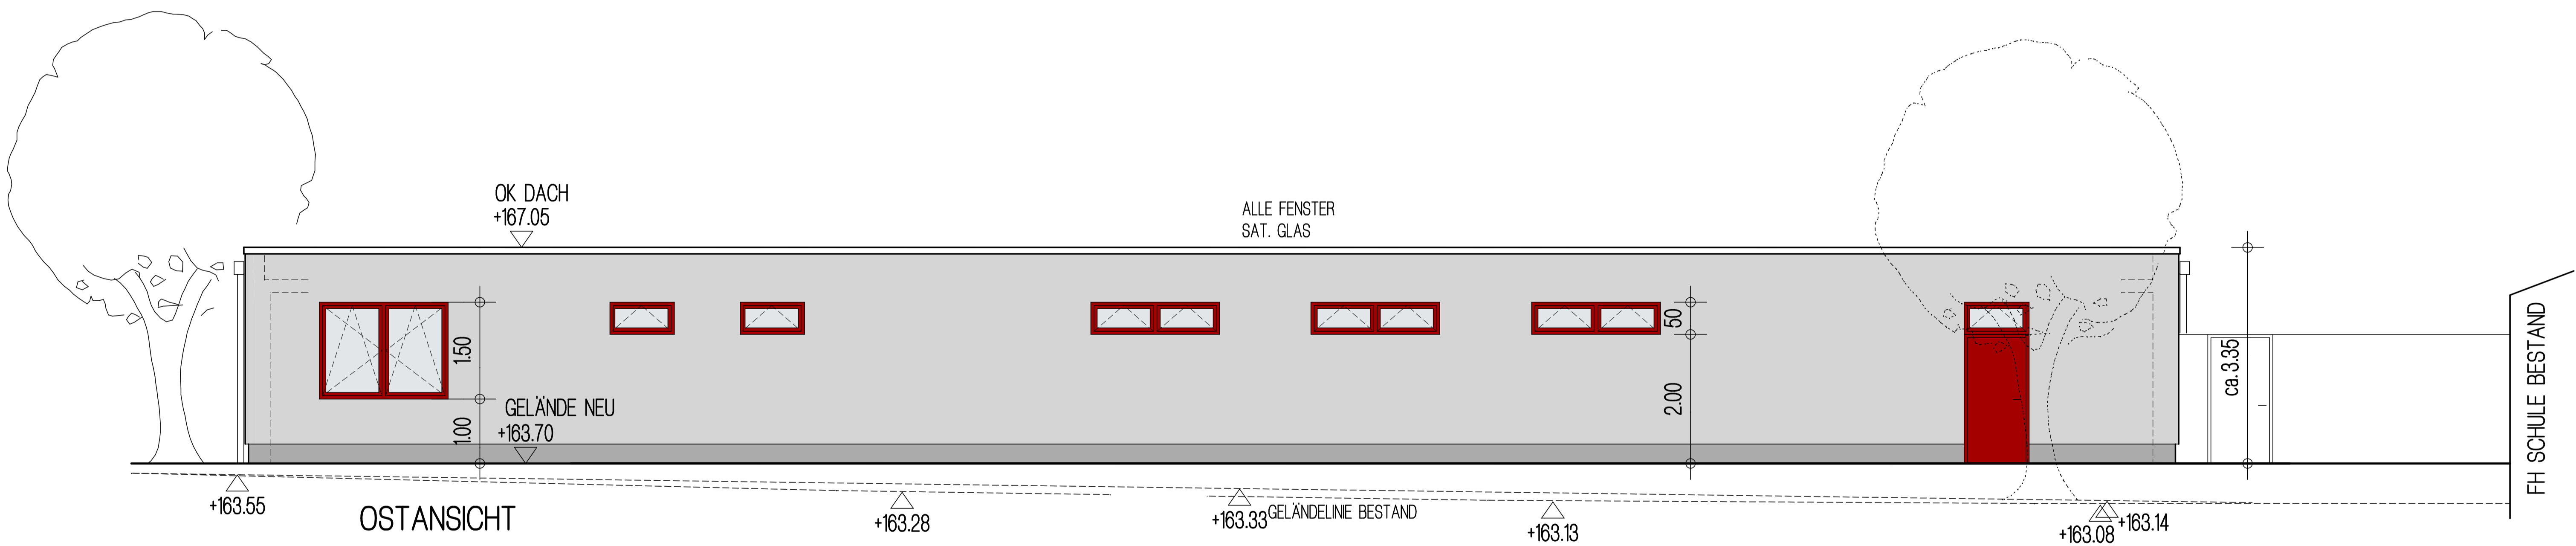 OK DACH
+167.05
ALLE FENSTER
SAT. GLAS
1.50
1.00
GELÄNDE NEU
+163.70
50
2.00
ca.3.35
FH SCHULE BESTAND
+163.55
OSTANSICHT
+163.28
+163.33
GELÄNDELINIE BESTAND
+163.13
+163.08
+163.14